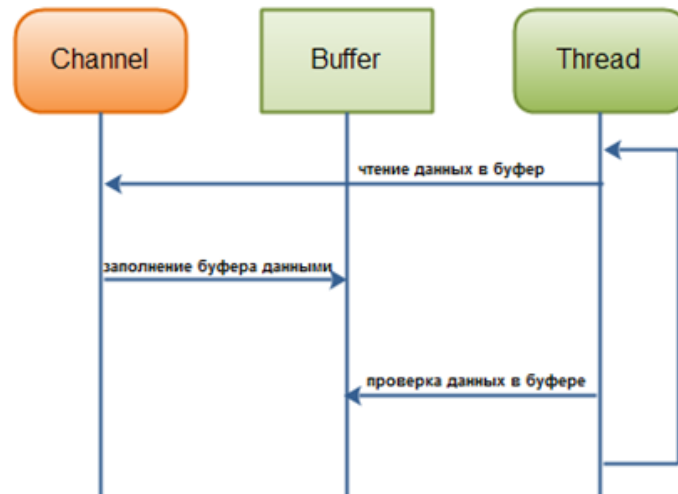 Channel
Buffer
Thread
чтение данных в буфер
заполнение буфера данными
проверка данных в буфере